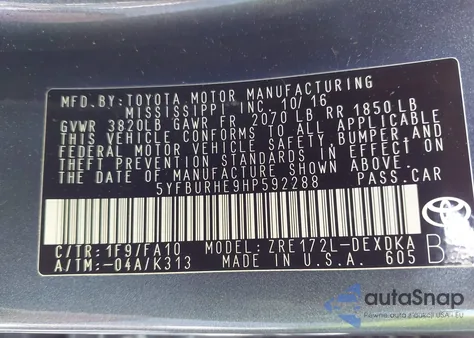 MFD.BY: TOYOTA MOTOR MANUFACTURING
MISSISSIPPI INC. 10/16
GVWR 3820LB GAWR FR 2070 LB RR 1850 LB
THIS VEHICLE CONFORMS TO ALL APPLICABLE
FEDERAL MOTOR VEHICLE SAFETY, BUMPER, AND
THEFT PREVENTION STANDARDS IN EFFECT ON
THE DATE OF MANUFACTURE SHOWN ABOVE.
5YFBURHE9HP592288 PASS.CAR
C/TR: 1F9/FA10 MODEL: ZRE172L-DEXDKA
A/TM: -04A/K313 MADE IN U.S.A. 605
B
autoSnap